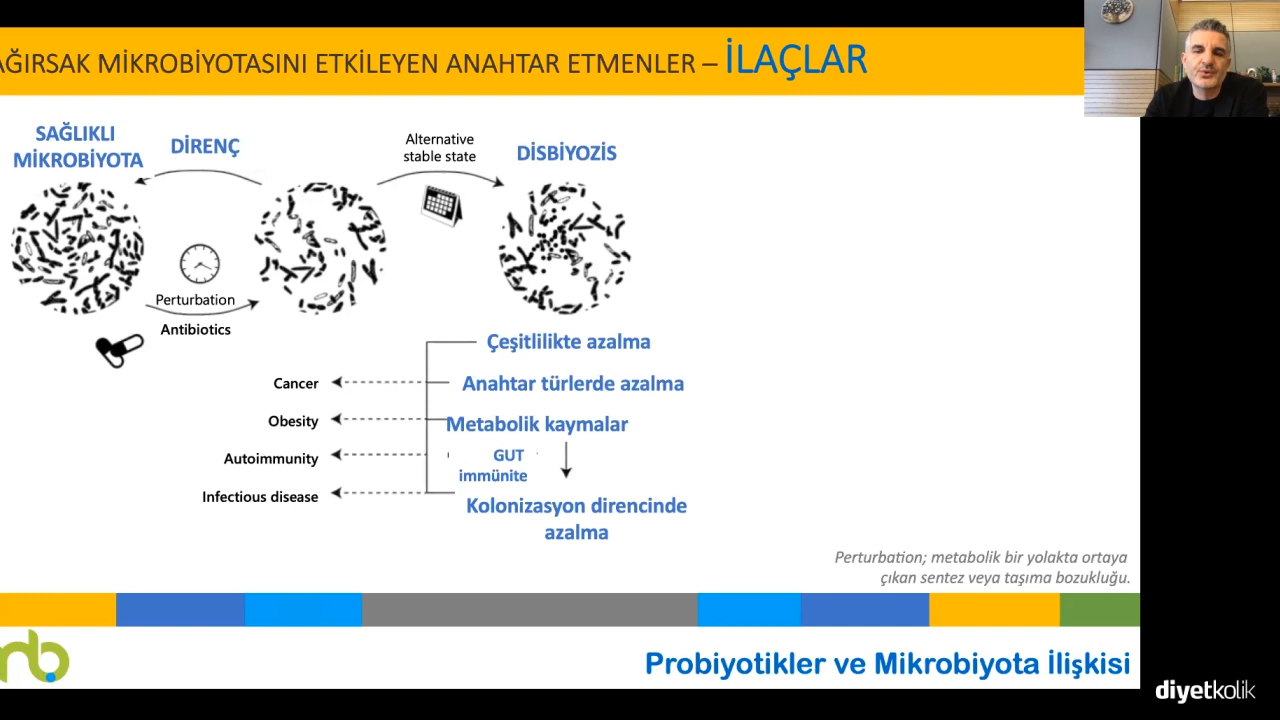 AĞIRSAK MİKROBİYOTASINI ETKİLEYEN ANAHTAR ETMENLER – İLAÇLAR
SAĞLIKLI
MİKROBİYOTA
DİRENÇ
Alternative
stable state
DİSBİYOZİS
Perturbation
Antibiotics
Çeşitlilikte azalma
Cancer
Anahtar türlerde azalma
Obesity
Metabolik kaymalar
Autoimmunity
GUT
immünite
Infectious disease
Kolonizasyon direncinde
azalma
Perturbation; metabolik bir yolakta ortaya
çıkan sentez veya taşıma bozukluğu.
Probiyotikler ve Mikrobiyota İlişkisi
diyetkolik